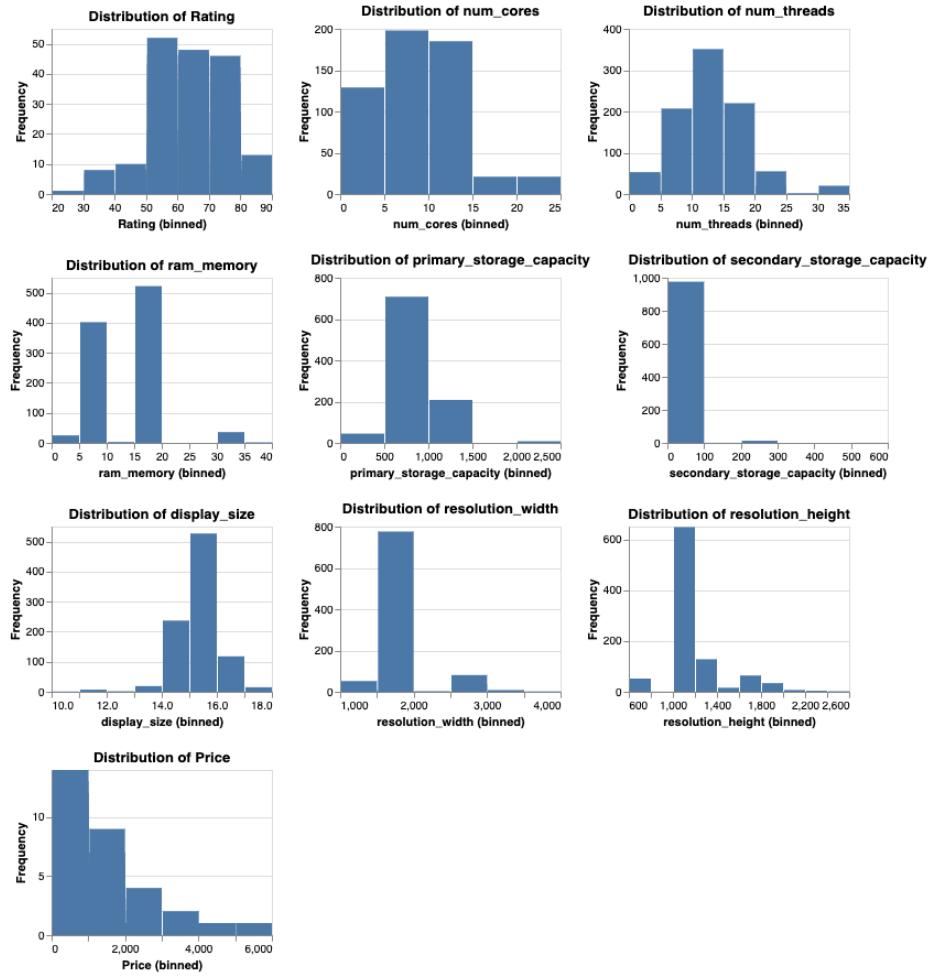 Distribution of Rating
Frequency
50
40
30
20
10
0
20 30 40 50 60 70 80 90
Rating (binned)
Distribution of num_cores
Frequency
200
150
100
50
0
0 5 10 15 20 25
num_cores (binned)
Distribution of num_threads
Frequency
400
300
200
100
0
0 5 10 15 20 25 30 35
num_threads (binned)
Distribution of ram_memory
Frequency
500
400
300
200
100
0
0 5 10 15 20 25 30 35 40
ram_memory (binned)
Distribution of primary_storage_capacity
Frequency
800
600
400
200
0
0 500 1,000 1,500 2,000 2,500
primary_storage_capacity (binned)
Distribution of secondary_storage_capacity
Frequency
1,000
800
600
400
200
0
0 100 200 300 400 500 600
secondary_storage_capacity (binned)
Distribution of display_size
Frequency
500
400
300
200
100
0
10.0 12.0 14.0 16.0 18.0
display_size (binned)
Distribution of resolution_width
Frequency
800
600
400
200
0
1,000 2,000 3,000 4,000
resolution_width (binned)
Distribution of resolution_height
Frequency
600
400
200
0
600 1,000 1,400 1,800 2,200 2,600
resolution_height (binned)
Distribution of Price
Frequency
10
5
0
0 2,000 4,000 6,000
Price (binned)